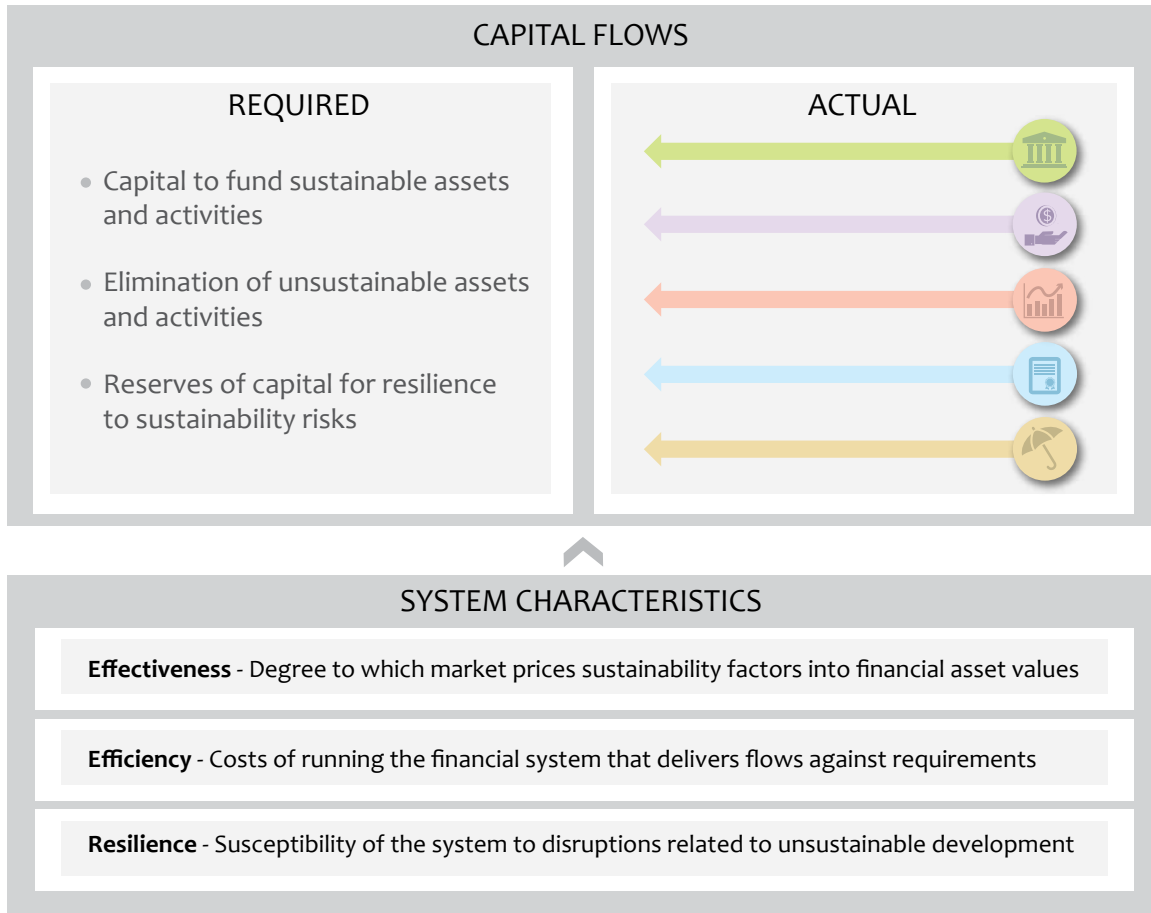 CAPITAL FLOWS
REQUIRED
• Capital to fund sustainable assets
and activities
• Elimination of unsustainable assets
and activities
• Reserves of capital for resilience
to sustainability risks
ACTUAL
$
SYSTEM CHARACTERISTICS
Effectiveness - Degree to which market prices sustainability factors into financial asset values
Efficiency - Costs of running the financial system that delivers flows against requirements
Resilience - Susceptibility of the system to disruptions related to unsustainable development